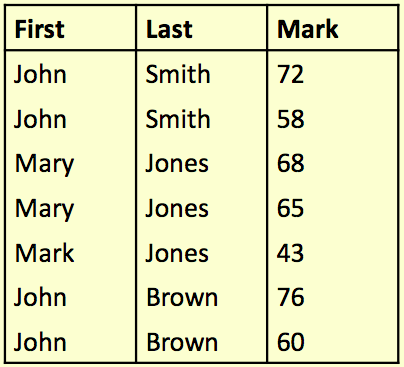 First Last Mark
John Smith 72
John Smith 58
Mary Jones 68
Mary Jones 65
Mark Jones 43
John Brown 76
John Brown 60